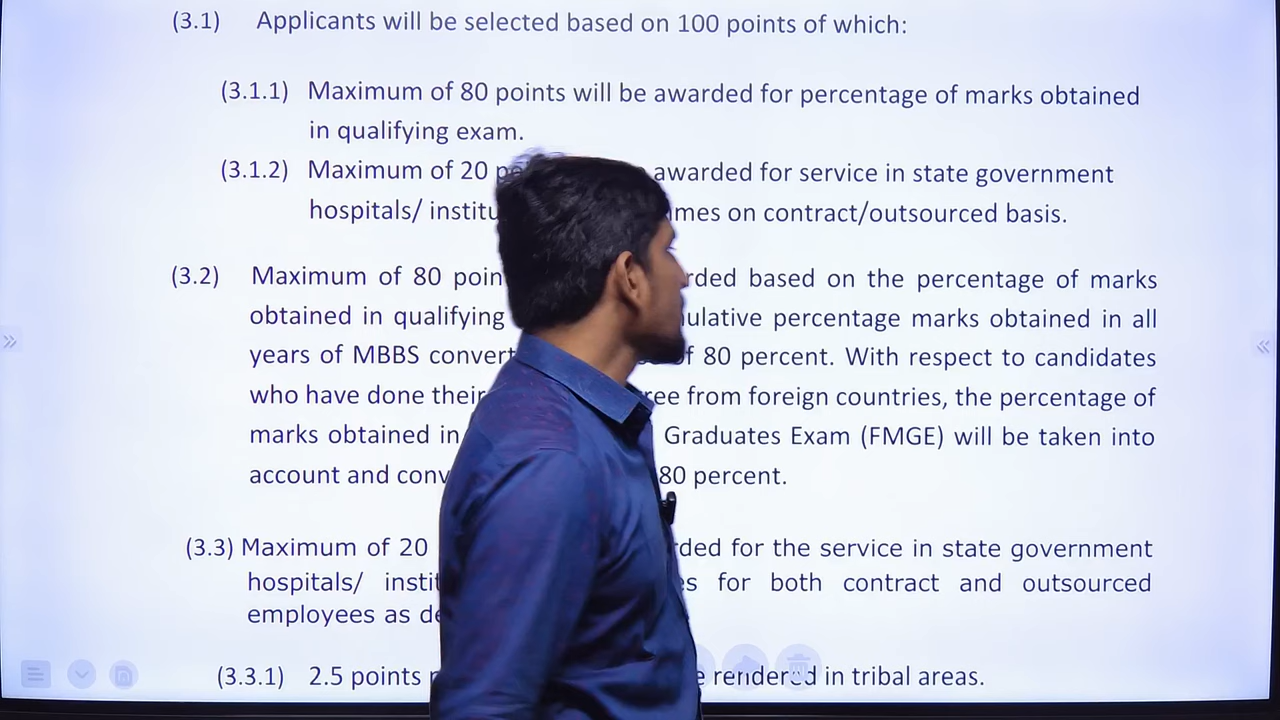 (3.1) Applicants will be selected based on 100 points of which:
(3.1.1) Maximum of 80 points will be awarded for percentage of marks obtained
in qualifying exam.
(3.1.2) Maximum of 20 awarded for service in state government
hospitals/ on contract/outsourced basis.
(3.2) Maximum of 80 based on the percentage of marks
obtained in qualifying percentage marks obtained in all
years of MBBS 80 percent. With respect to candidates
who have done their from foreign countries, the percentage of
marks obtained in Graduates Exam (FMGE) will be taken into
account and 80 percent.
(3.3) Maximum of 20 for the service in state government
hospitals/ for both contract and outsourced
employees as
(3.3.1) 2.5 points rendered in tribal areas.